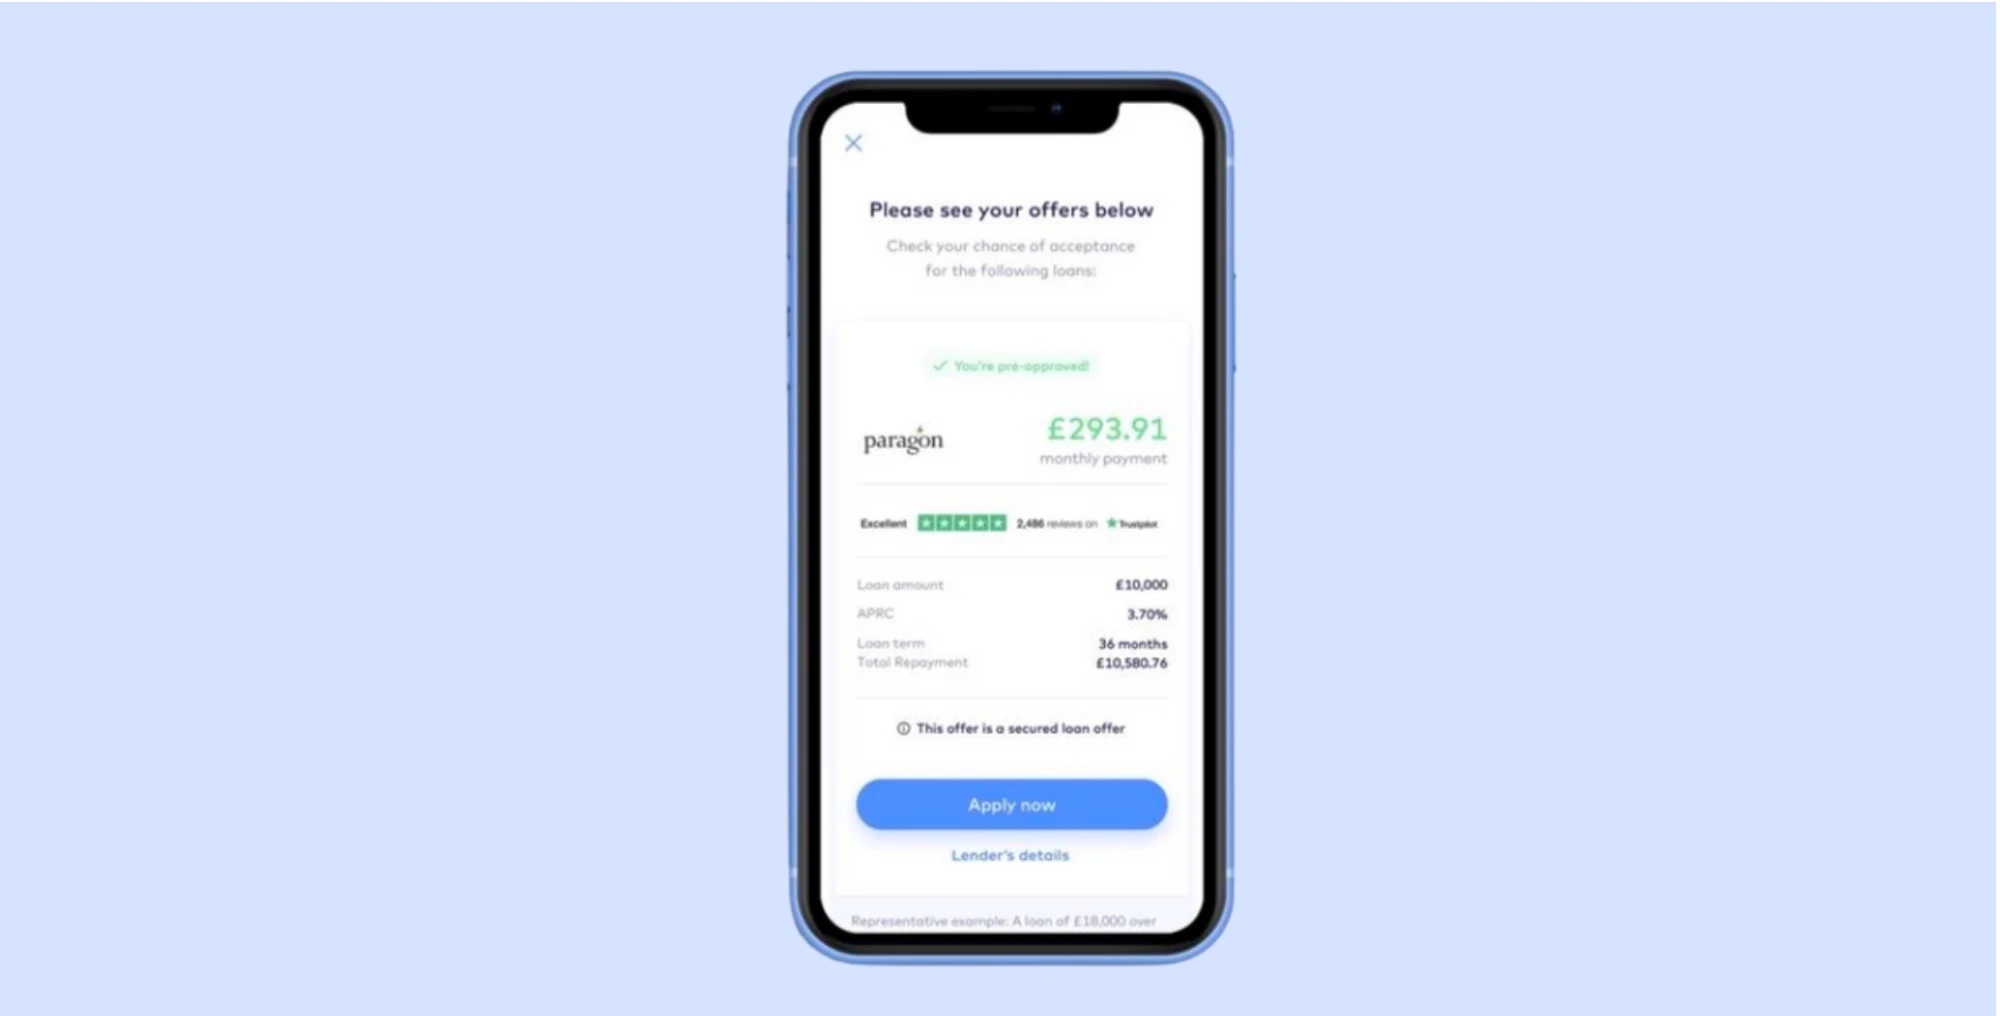 Please see your offers below
Check your chance of acceptance
for the following loans:
You're pre-approved!
paragon
£293.91
monthly payment
Excellent 2,486 reviews on Trustpilot
Loan amount £10,000
APRC 3.70%
Loan term 36 months
Total Repayment £10,580.76
This offer is a secured loan offer
Apply now
Lender's details
Representative example: A loan of £18,000 over